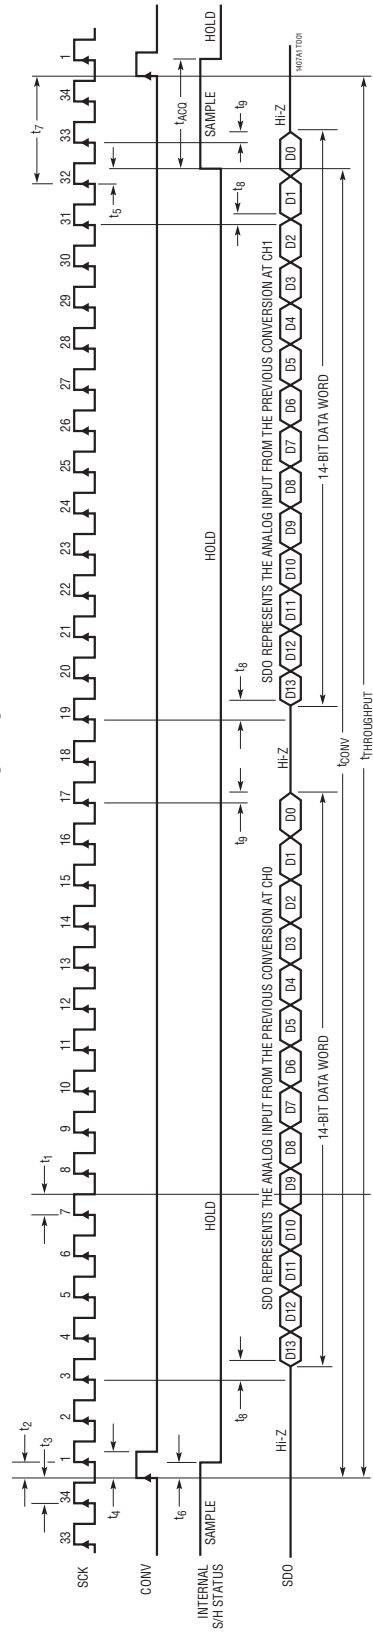 t2
t3
t1
t7
33
34
1
2
3
4
5
6
7
8
9
10
11
12
13
14
15
16
17
18
19
20
21
22
23
24
25
26
27
28
29
30
31
32
33
34
1
SCK
t4
t5
CONV
t6
tACQ
INTERNAL
S/H STATUS
SAMPLE
HOLD
HOLD
SAMPLE
HOLD
t8
t9
t8
t8
t9
SDO REPRESENTS THE ANALOG INPUT FROM THE PREVIOUS CONVERSION AT CH0
SDO REPRESENTS THE ANALOG INPUT FROM THE PREVIOUS CONVERSION AT CH1
SDO
Hi-Z
D13
D12
D11
D10
D9
D8
D7
D6
D5
D4
D3
D2
D1
D0
Hi-Z
D13
D12
D11
D10
D9
D8
D7
D6
D5
D4
D3
D2
D1
D0
Hi-Z
14-BIT DATA WORD
14-BIT DATA WORD
tCONV
tTHROUGHPUT
1407A1 TD01